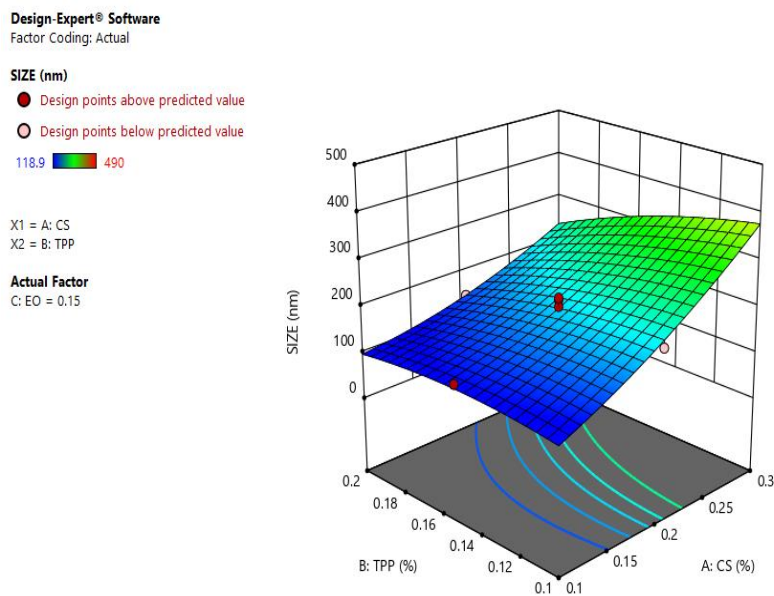 Design-Expert® Software
Factor Coding: Actual
SIZE (nm)
Design points above predicted value
Design points below predicted value
118.9 490
X1 = A: CS
X2 = B: TPP
Actual Factor
C: EO = 0.15
500
400
300
200
100
0
SIZE (nm)
0.2
0.18
0.16
0.14
0.12
0.1
B: TPP (%)
0.1
0.15
0.2
0.25
0.3
A: CS (%)